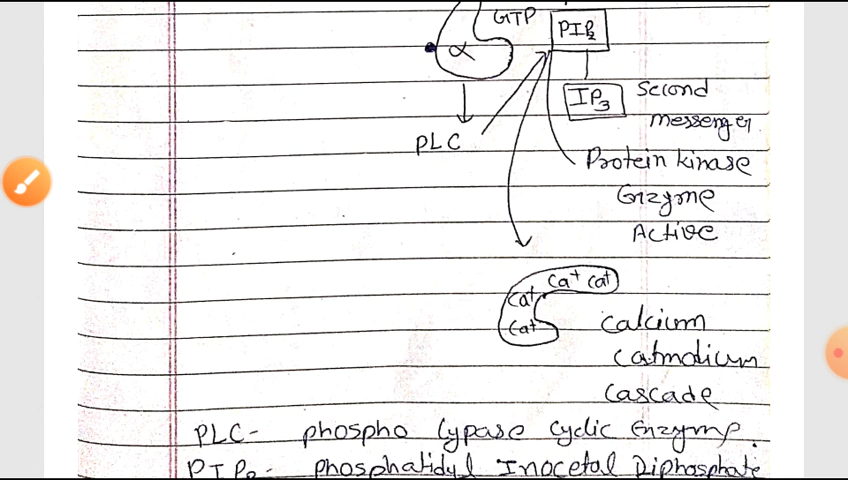 GTP
PIP2
α
IP3 Second
messenger
PLC
Protein kinase
Enzyme
Active
Ca+ Ca+
Ca+
Ca+
Calcium
Calmodium
Cascade
PLC- phospho Lypase Cyclic Enzyme.
PIP2- phosphatidyl Inocetal Diphosphate